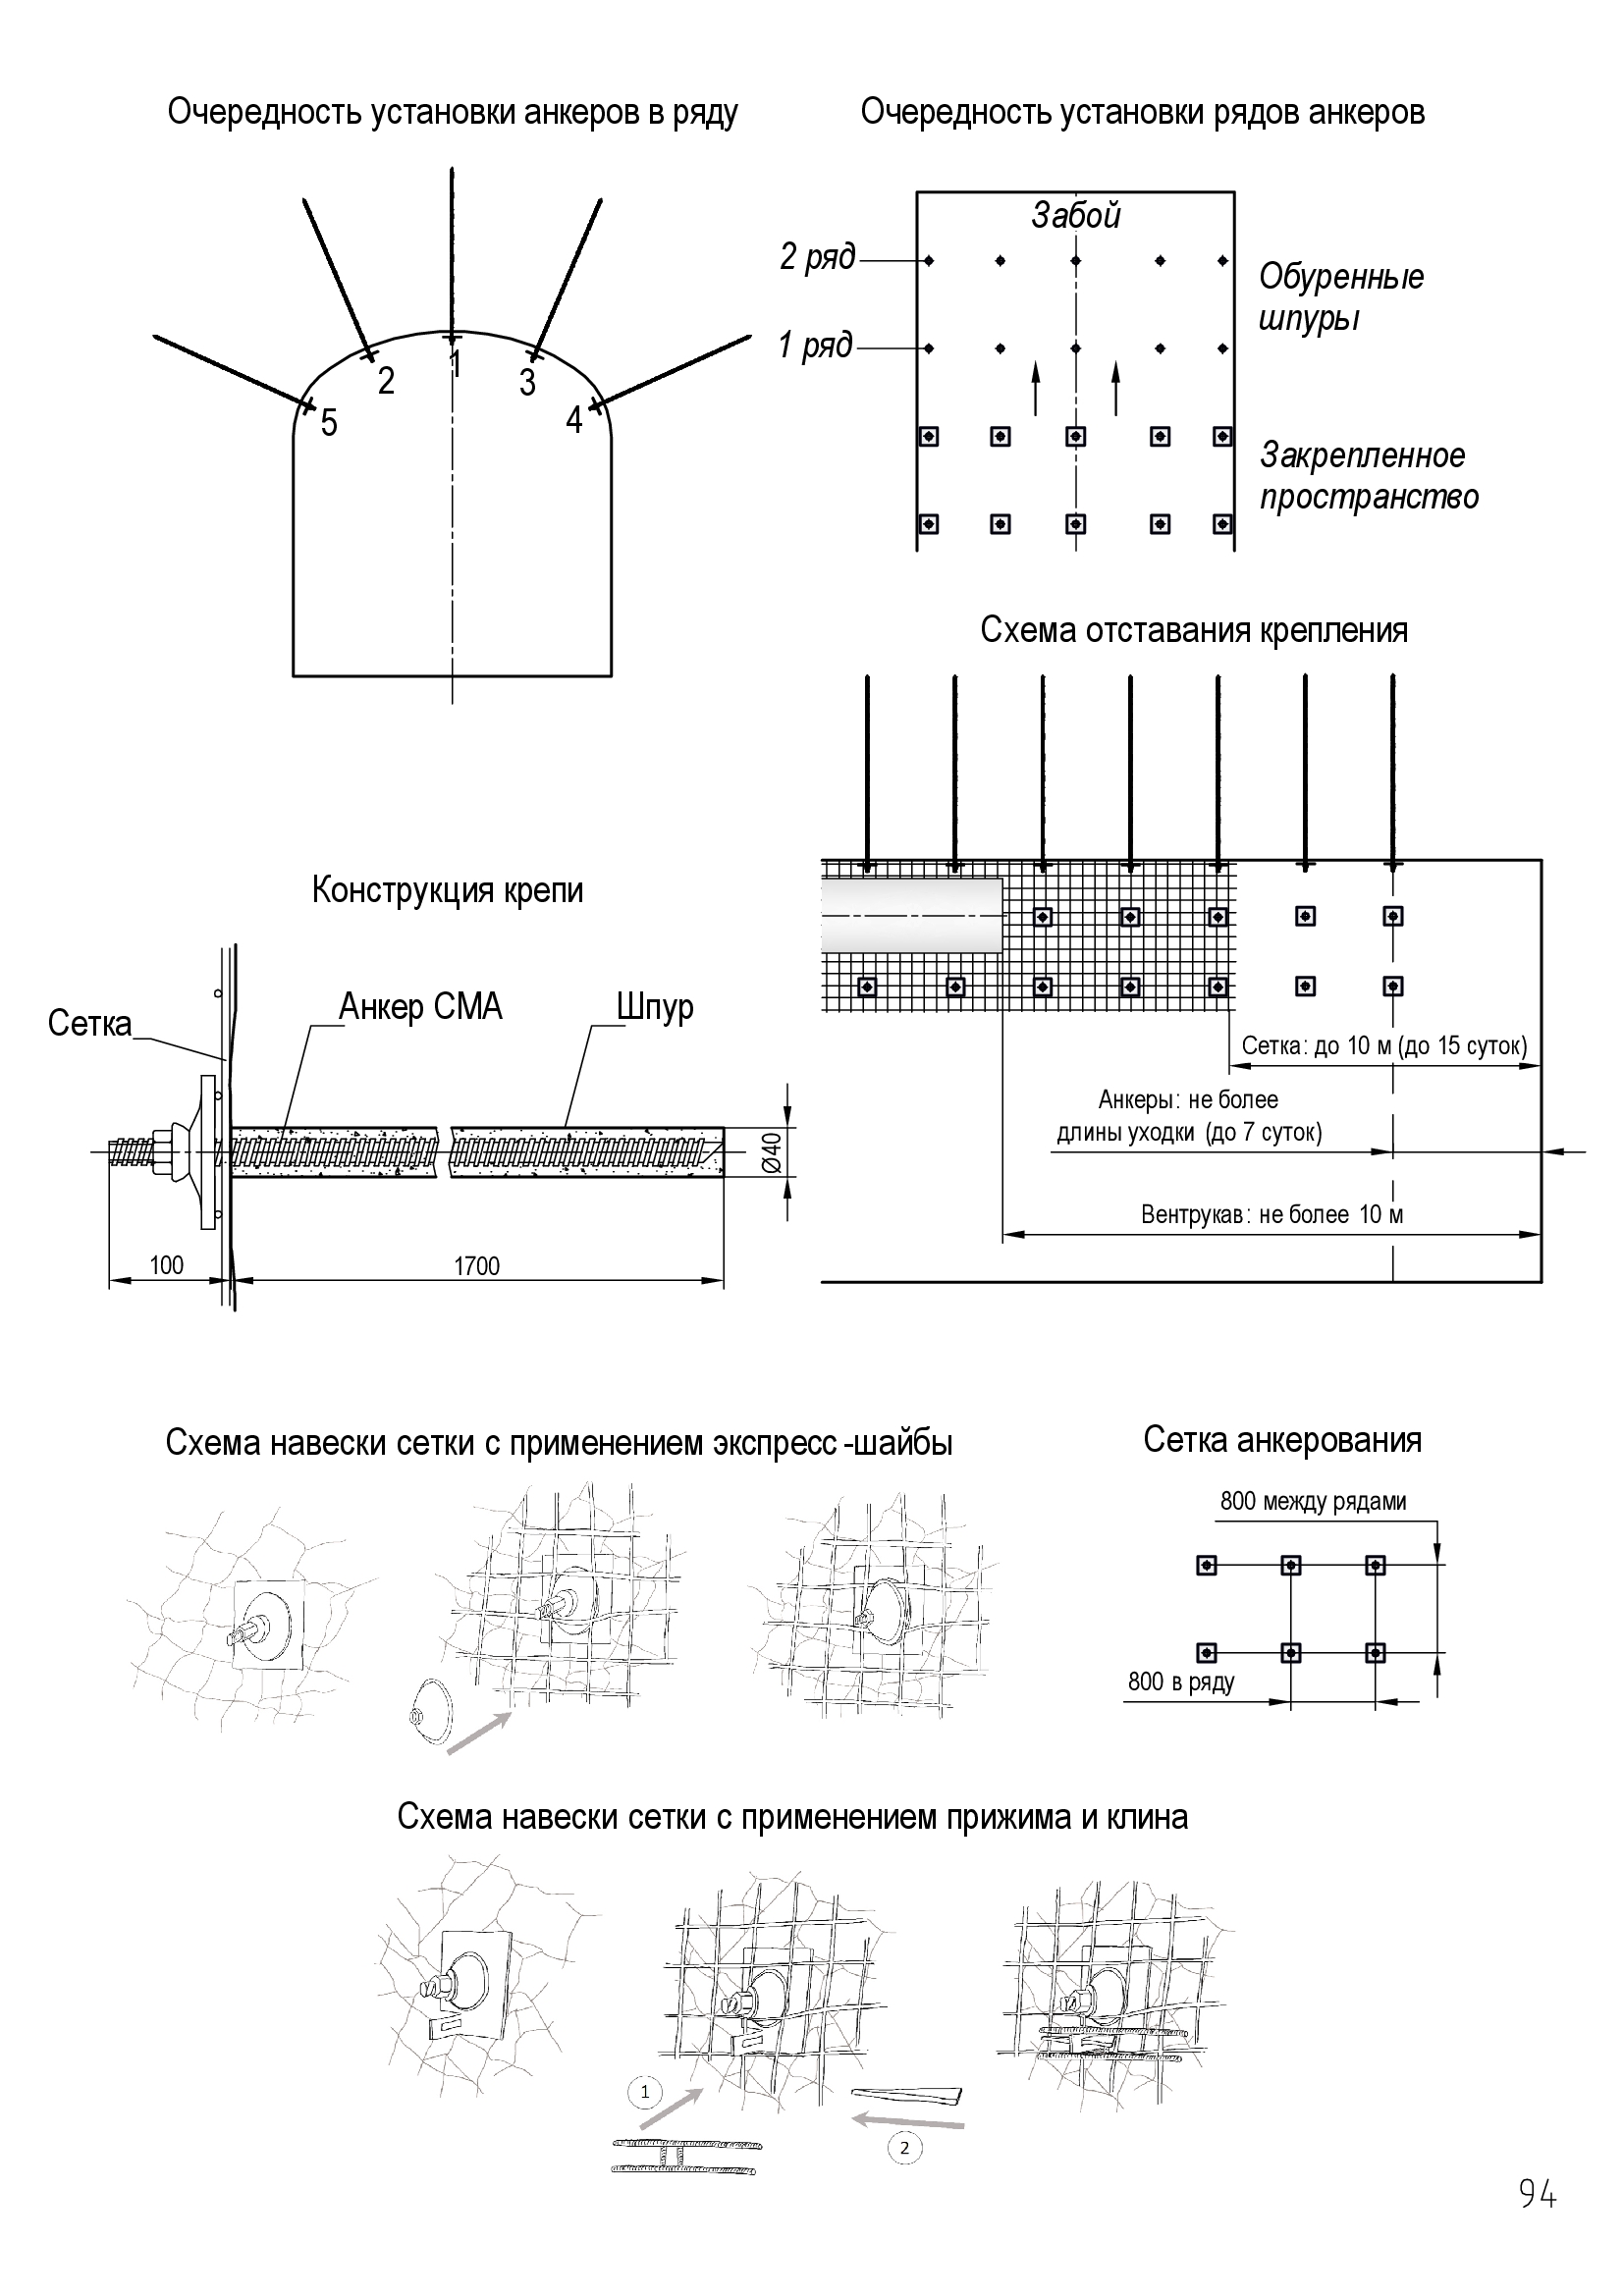 Очередность установки анкеров в ряду
1
2
3
4
5
Очередность установки рядов анкеров
Забой
2 ряд
1 ряд
Обуренные
шпуры
Закрепленное
пространство
Схема отставания крепления
Сетка: до 10 м (до 15 суток)
Анкеры: не более
длины уходки (до 7 суток)
Вентрукав: не более 10 м
Конструкция крепи
Сетка
Анкер СМА
Шпур
Ø40
100
1700
Схема навески сетки с применением экспресс-шайбы
Сетка анкерования
800 между рядами
800 в ряду
Схема навески сетки с применением прижима и клина
1
2
94